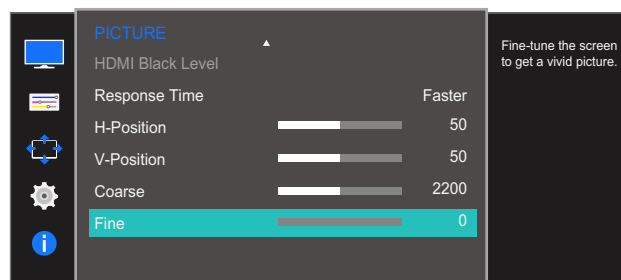 PICTURE
HDMI Black Level
Response Time Faster
H-Position 50
V-Position 50
Coarse 2200
Fine 0
Fine-tune the screen
to get a vivid picture.